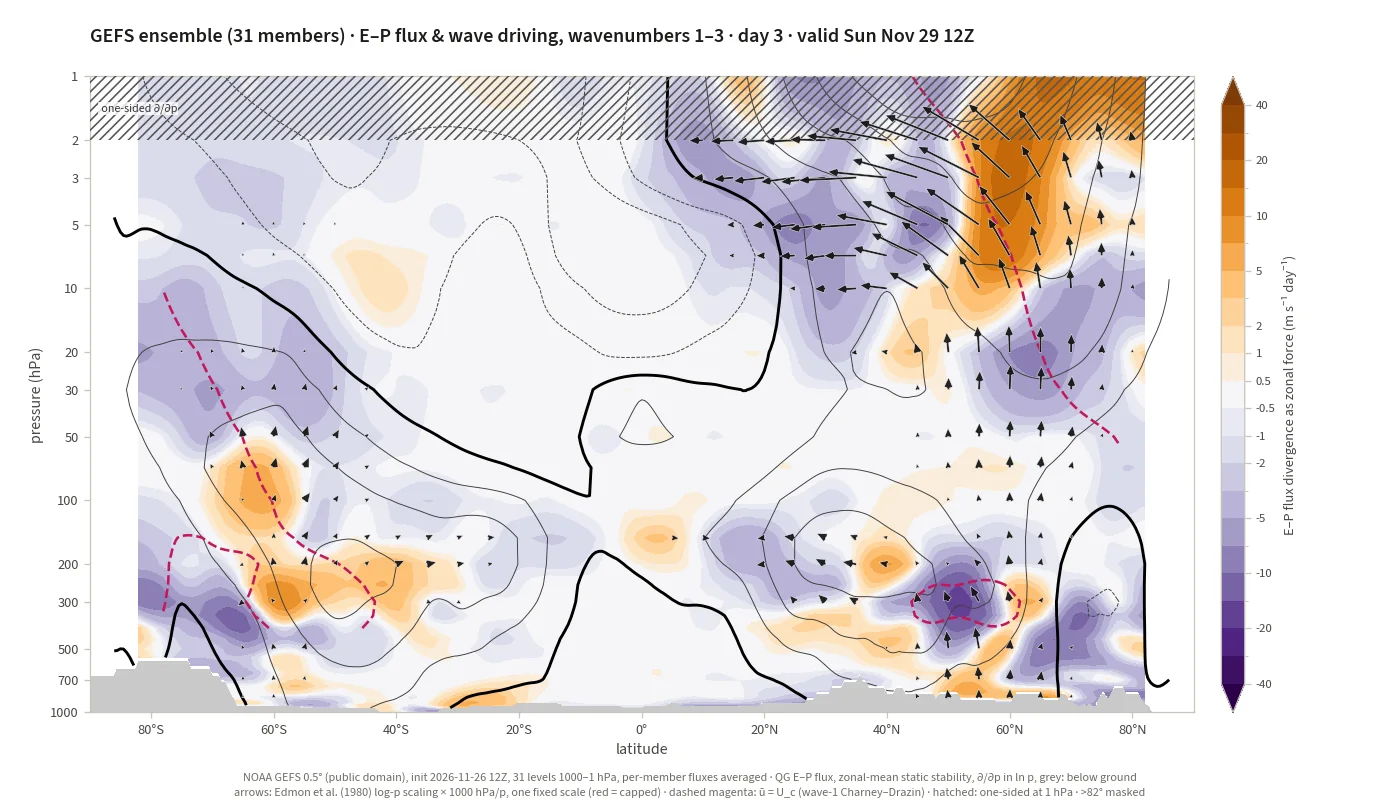 GEFS ensemble (31 members) · E–P flux & wave driving, wavenumbers 1–3 · day 3 · valid Sun Nov 29 12Z
one-sided ∂/∂p
1
2
3
5
10
20
30
50
100
200
300
500
700
1000
pressure (hPa)
80°S
60°S
40°S
20°S
0°
20°N
40°N
60°N
80°N
latitude
40
20
10
5
2
1
0.5
-0.5
-1
-2
-5
-10
-20
-40
E–P flux divergence as zonal force (m s⁻¹ day⁻¹)
NOAA GEFS 0.5° (public domain), init 2026-11-26 12Z, 31 levels 1000–1 hPa, per-member fluxes averaged · QG E–P flux, zonal-mean static stability, ∂/∂p in ln p, grey: below ground
arrows: Edmon et al. (1980) log-p scaling × 1000 hPa/p, one fixed scale (red = capped) · dashed magenta: ū = U_c (wave-1 Charney–Drazin) · hatched: one-sided at 1 hPa · >82° masked